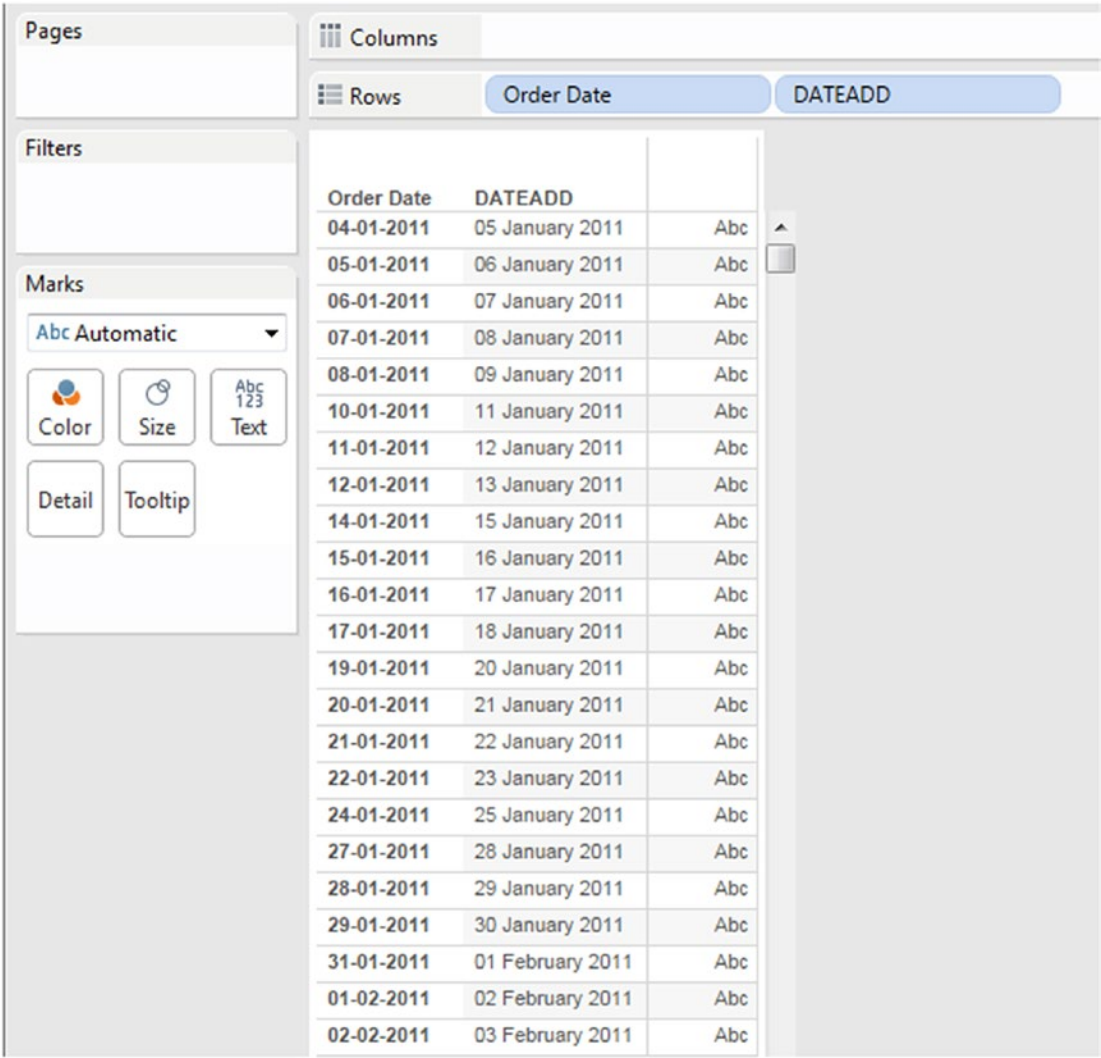 Pages
Columns
Rows Order Date DATEADD
Filters
Order Date DATEADD
04-01-2011 05 January 2011 Abc
05-01-2011 06 January 2011 Abc
06-01-2011 07 January 2011 Abc
07-01-2011 08 January 2011 Abc
08-01-2011 09 January 2011 Abc
10-01-2011 11 January 2011 Abc
11-01-2011 12 January 2011 Abc
12-01-2011 13 January 2011 Abc
14-01-2011 15 January 2011 Abc
15-01-2011 16 January 2011 Abc
16-01-2011 17 January 2011 Abc
17-01-2011 18 January 2011 Abc
19-01-2011 20 January 2011 Abc
20-01-2011 21 January 2011 Abc
21-01-2011 22 January 2011 Abc
22-01-2011 23 January 2011 Abc
24-01-2011 25 January 2011 Abc
27-01-2011 28 January 2011 Abc
28-01-2011 29 January 2011 Abc
29-01-2011 30 January 2011 Abc
31-01-2011 01 February 2011 Abc
01-02-2011 02 February 2011 Abc
02-02-2011 03 February 2011 Abc
Marks
Abc Automatic
Abc
123
Color Size Text
Detail Tooltip